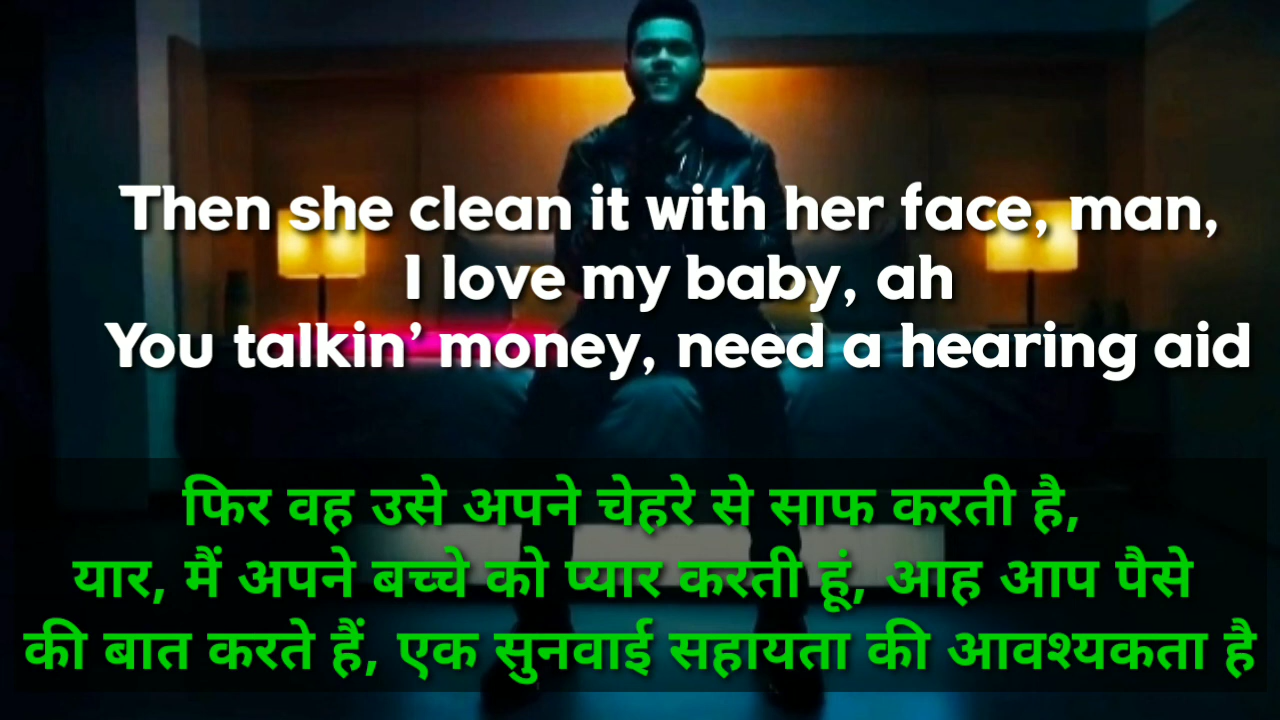 Then she clean it with her face, man,
I love my baby, ah
You talkin’ money, need a hearing aid
फिर वह उसे अपने चेहरे से साफ करती है,
यार, मैं अपने बच्चे को प्यार करती हूं, आह आप पैसे
की बात करते हैं, एक सुनवाई सहायता की आवश्यकता है